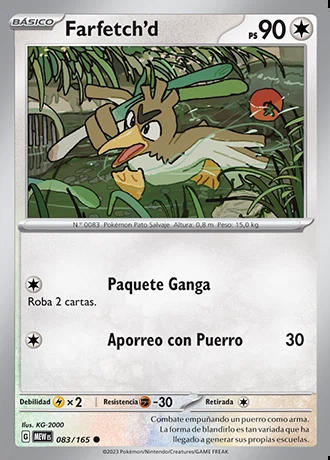 BÁSICO
Farfetch'd
PS 90
N.º 0083 Pokémon Pato Salvaje Altura: 0,8 m Peso: 15,0 kg
Paquete Ganga
Roba 2 cartas.
Aporreo con Puerro 30
Debilidad ×2 Resistencia -30 Retirada
Ilus. KG-2000
G MEW ES 083/165
Combate empuñando un puerro como arma.
La forma de blandirlo es tan variada que ha
llegado a generar sus propias escuelas.
©2023 Pokémon/Nintendo/Creatures/GAME FREAK